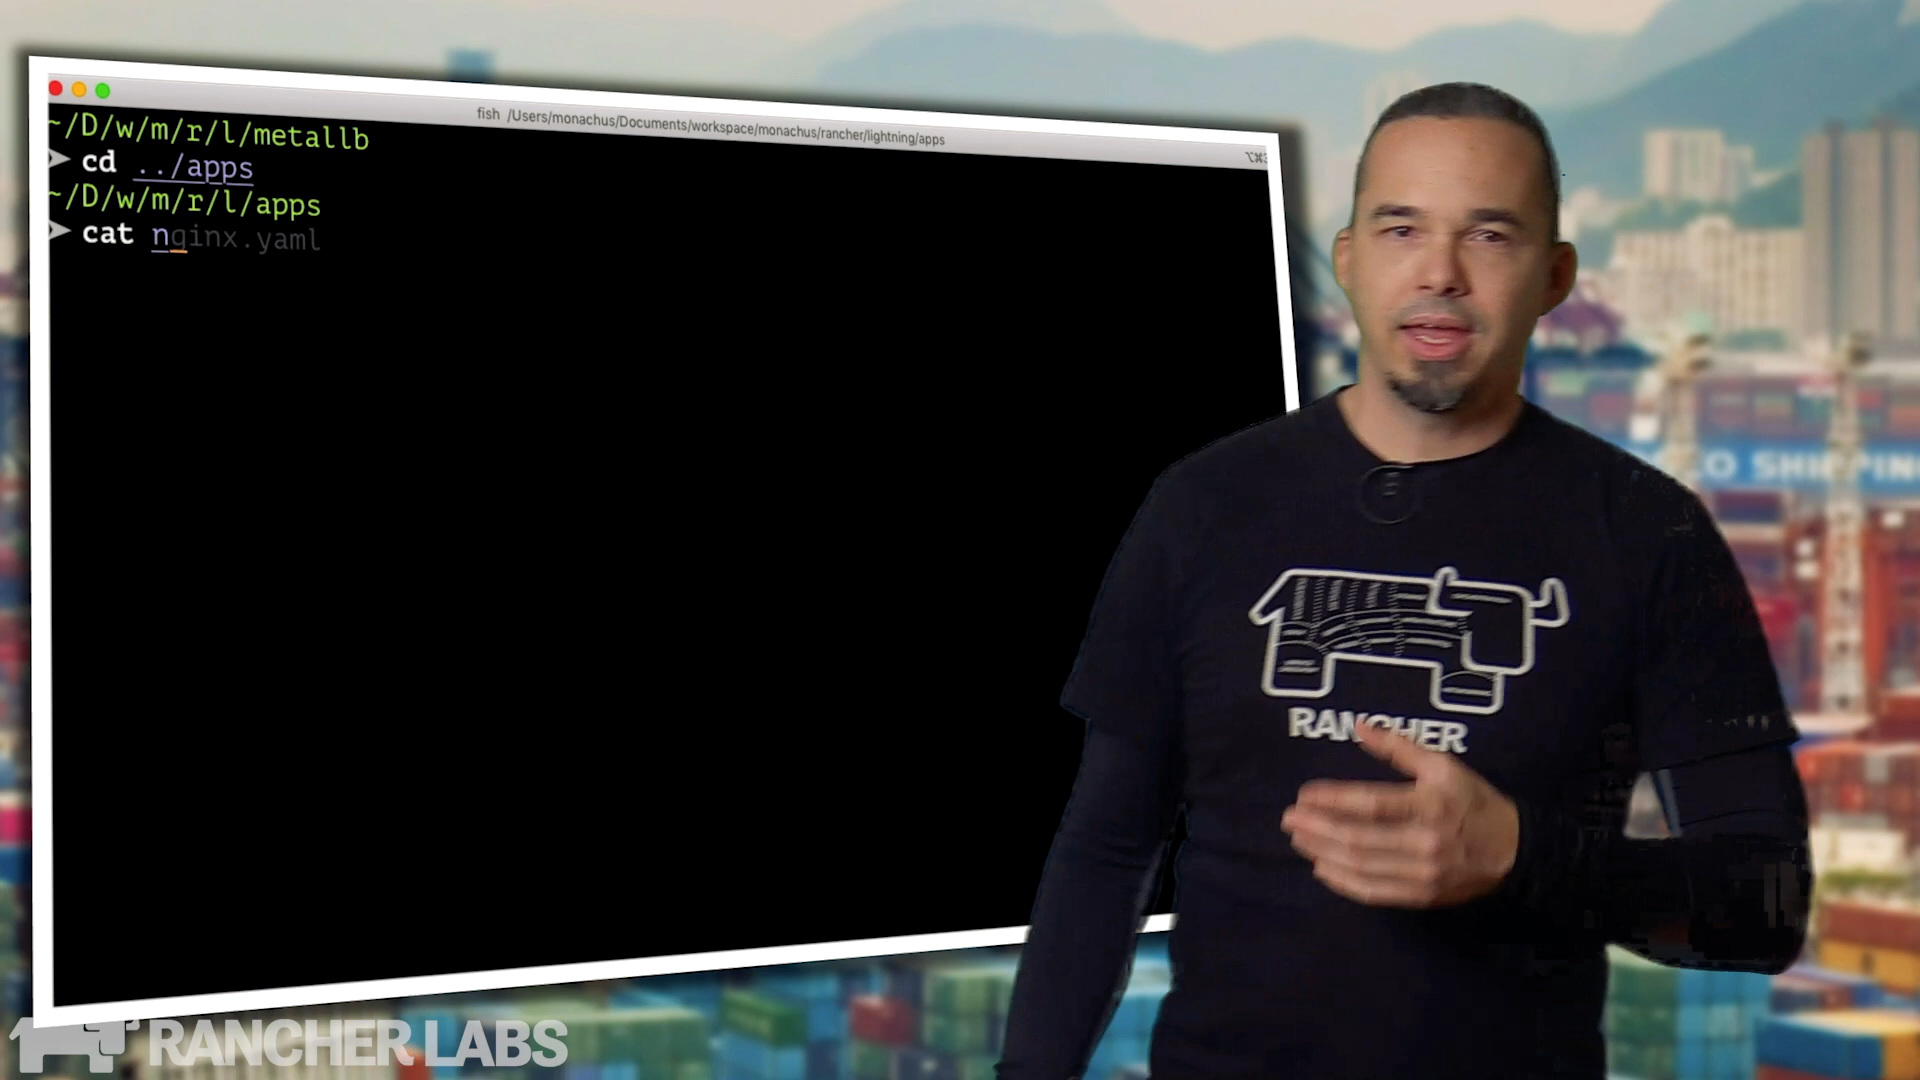 fish /Users/monachus/Documents/workspace/monachus/rancher/lightning/apps
~/D/w/m/r/l/metallb
> cd ../apps
~/D/w/m/r/l/apps
> cat nginx.yaml
RANCHER
RANCHER LABS